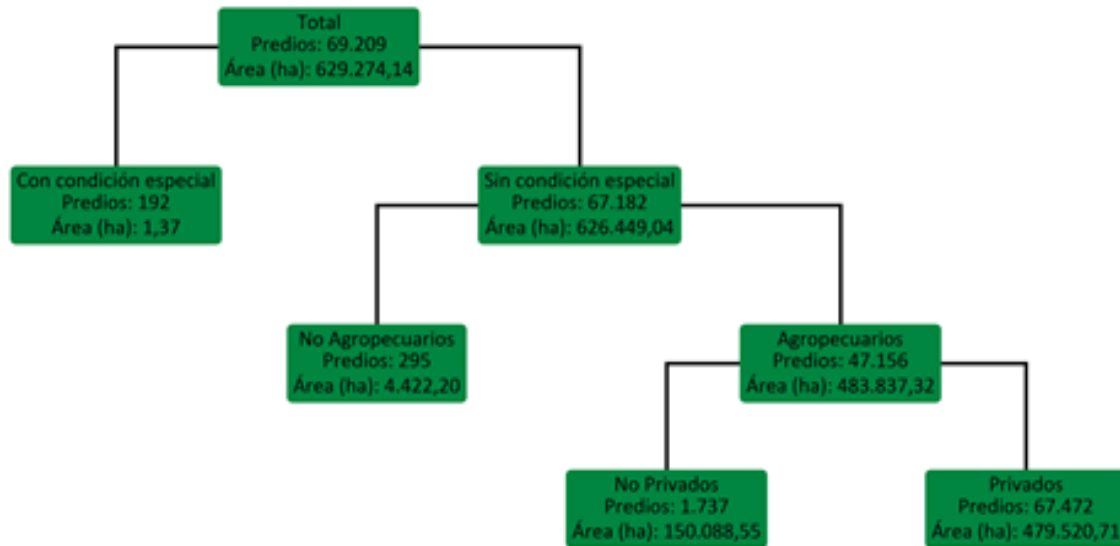 Total
Predios: 69.209
Área (ha): 629.274,14
Con condición especial
Predios: 192
Área (ha): 1,37
Sin condición especial
Predios: 67.182
Área (ha): 626.449,04
No Agropecuarios
Predios: 295
Área (ha): 4.422,20
Agropecuarios
Predios: 47.156
Área (ha): 483.837,32
No Privados
Predios: 1.737
Área (ha): 150.088,55
Privados
Predios: 67.472
Área (ha): 479.520,71